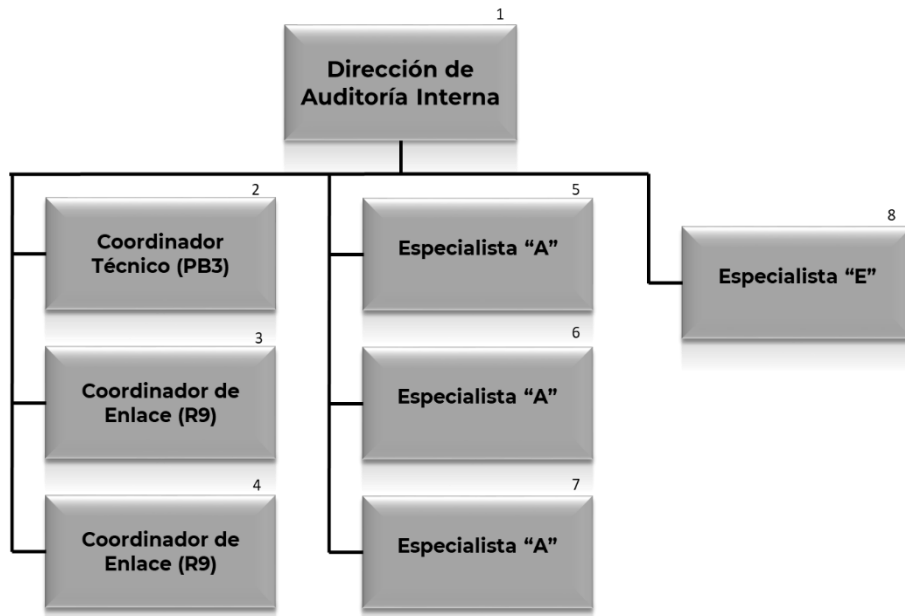 1
Dirección de
Auditoría Interna
2
Coordinador
Técnico (PB3)
3
Coordinador de
Enlace (R9)
4
Coordinador de
Enlace (R9)
5
Especialista “A”
6
Especialista “A”
7
Especialista “A”
8
Especialista “E”